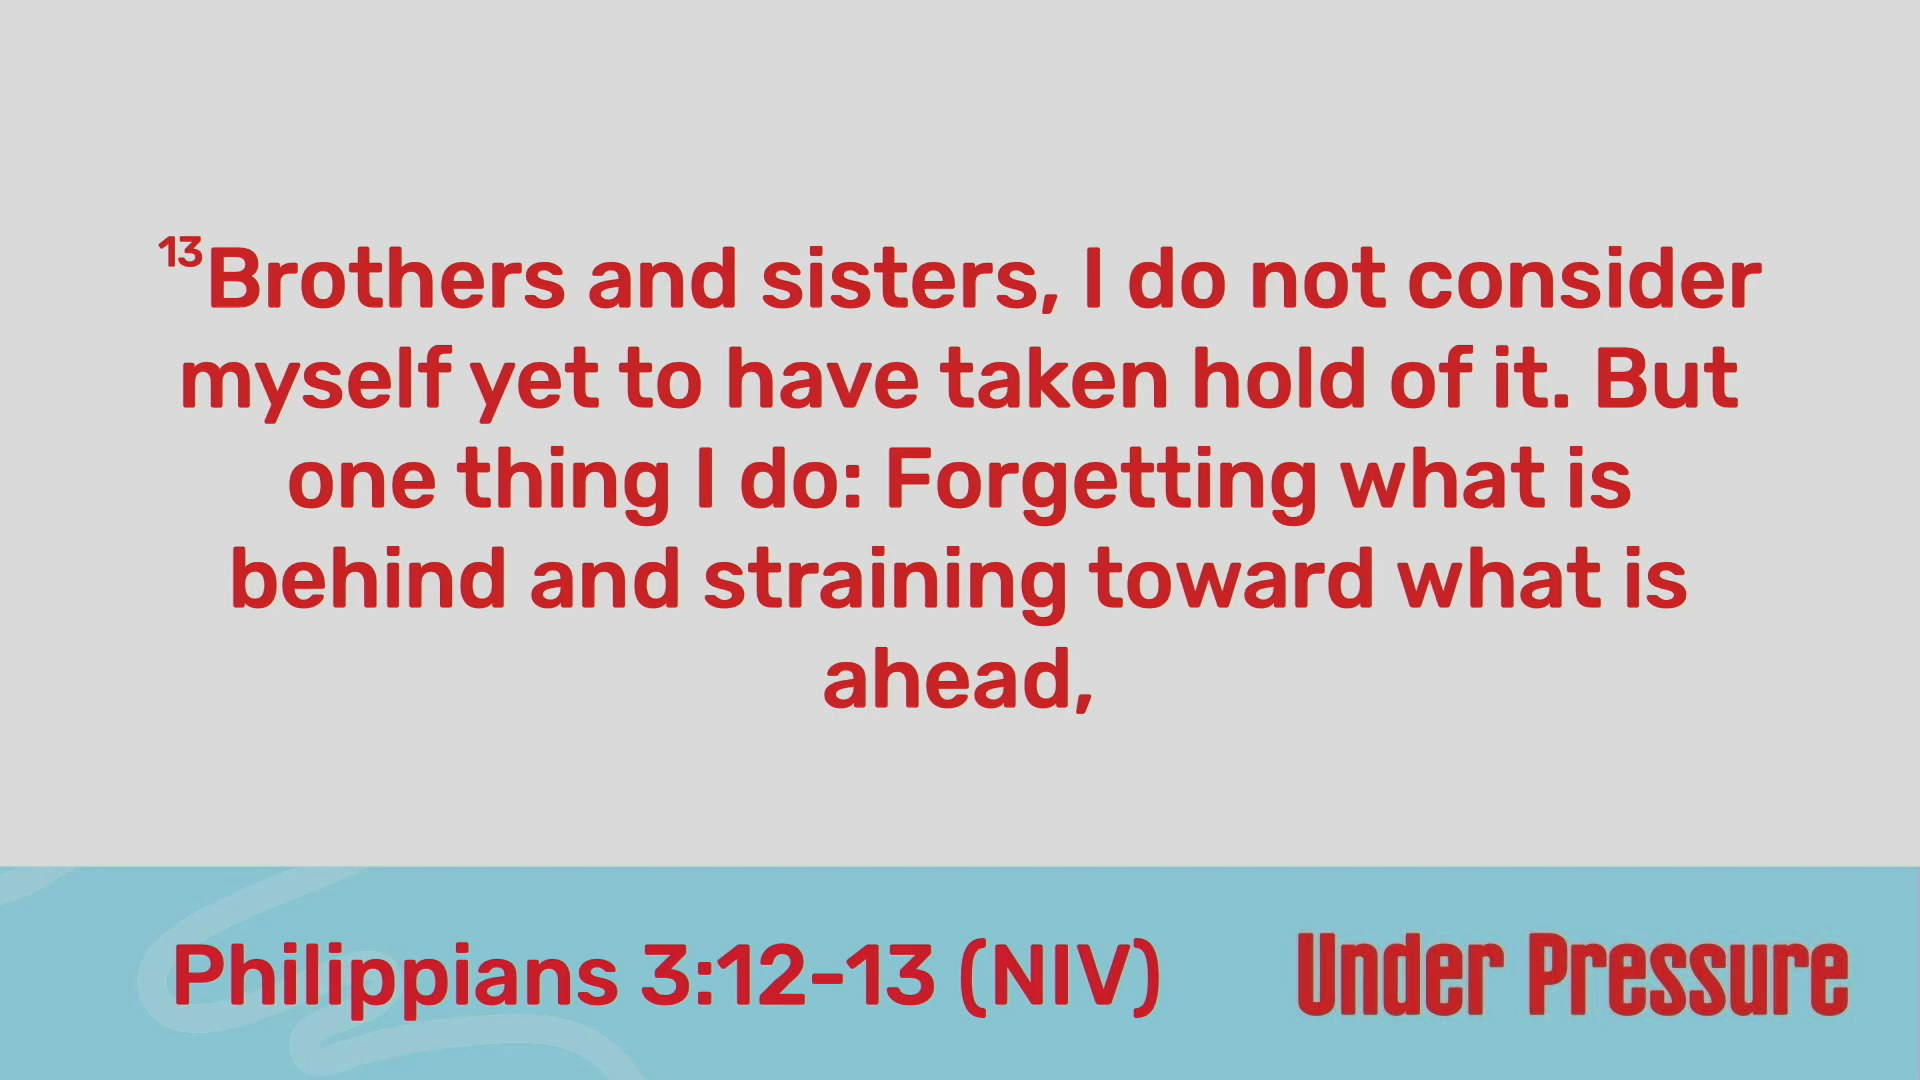 13Brothers and sisters, I do not consider
myself yet to have taken hold of it. But
one thing I do: Forgetting what is
behind and straining toward what is
ahead,
Philippians 3:12-13 (NIV)
Under Pressure